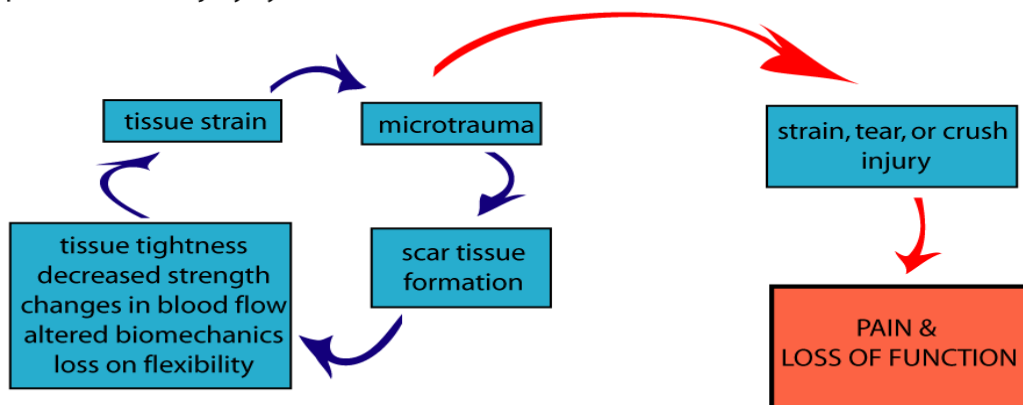 tissue strain
microtrauma
strain, tear, or crush
injury
tissue tightness
decreased strength
changes in blood flow
altered biomechanics
loss on flexibility
scar tissue
formation
PAIN &
LOSS OF FUNCTION